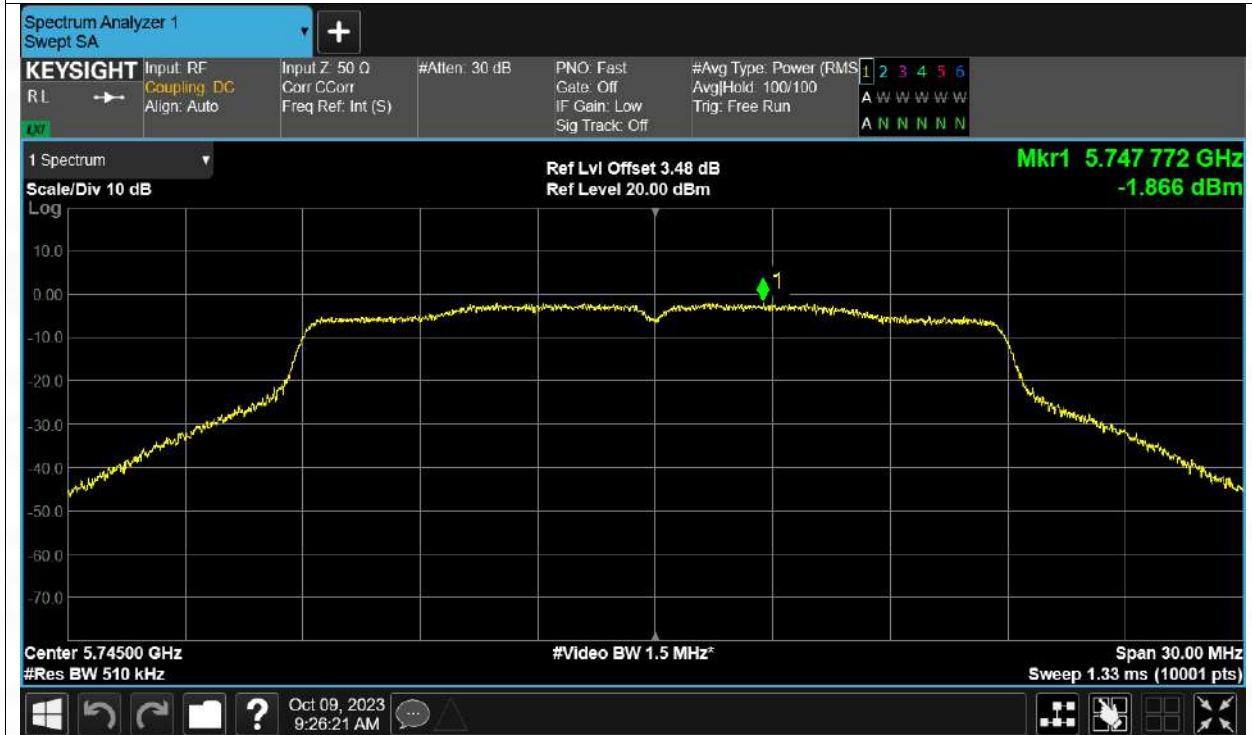 Spectrum Analyzer 1
Swept SA
+
KEYSIGHT
RL
LXI
Input: RF
Coupling: DC
Align: Auto
Input Z: 50 Ω
Corr CCorr
Freq Ref: Int (S)
#Atten: 30 dB
PNO: Fast
Gate: Off
IF Gain: Low
Sig Track: Off
#Avg Type: Power (RMS
Avg|Hold: 100/100
Trig: Free Run
1 2 3 4 5 6
A W W W W W
A N N N N N
1 Spectrum
Scale/Div 10 dB
Log
Ref Lvl Offset 3.48 dB
Ref Level 20.00 dBm
Mkr1 5.747 772 GHz
-1.866 dBm
10.0
0.00
-10.0
-20.0
-30.0
-40.0
-50.0
-60.0
-70.0
1
Center 5.74500 GHz
#Res BW 510 kHz
#Video BW 1.5 MHz*
Span 30.00 MHz
Sweep 1.33 ms (10001 pts)
?
Oct 09, 2023
9:26:21 AM